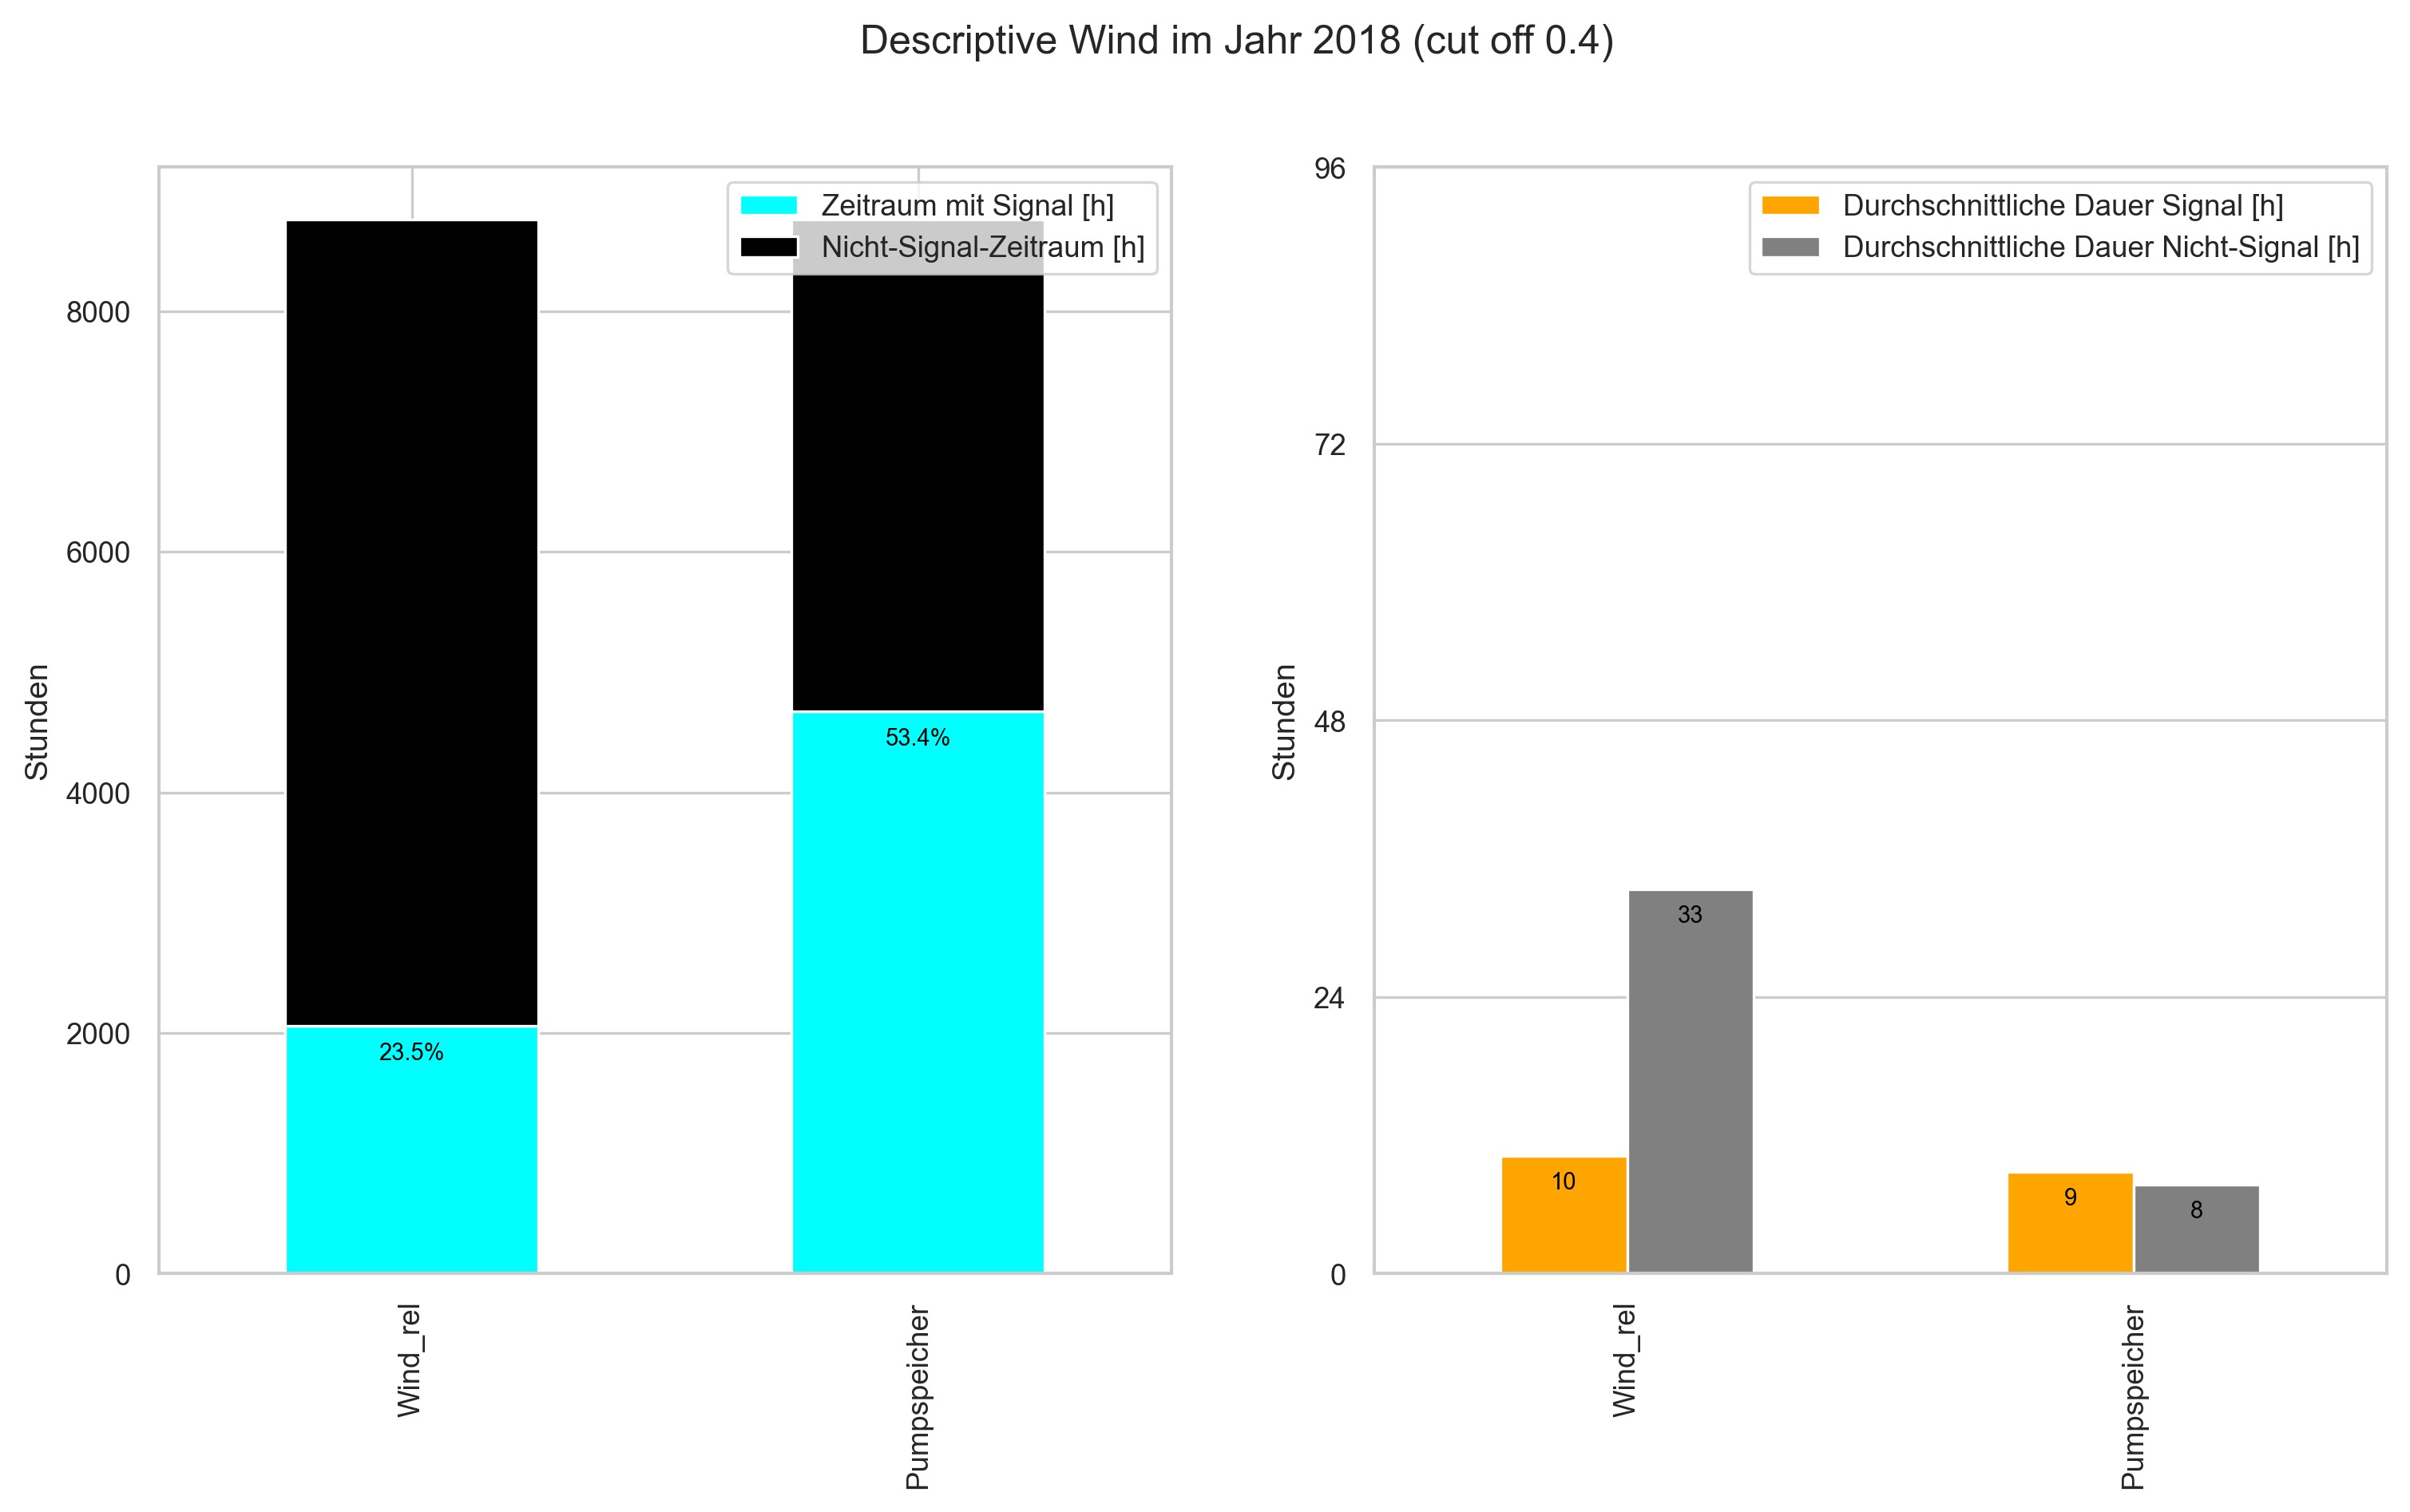 Descriptive Wind im Jahr 2018 (cut off 0.4)
Zeitraum mit Signal [h]
Nicht-Signal-Zeitraum [h]
8000
6000
4000
2000
0
Stunden
53.4%
23.5%
Wind_rel
Pumpspeicher
Durchschnittliche Dauer Signal [h]
Durchschnittliche Dauer Nicht-Signal [h]
96
72
48
24
0
Stunden
33
10
9
8
Wind_rel
Pumpspeicher